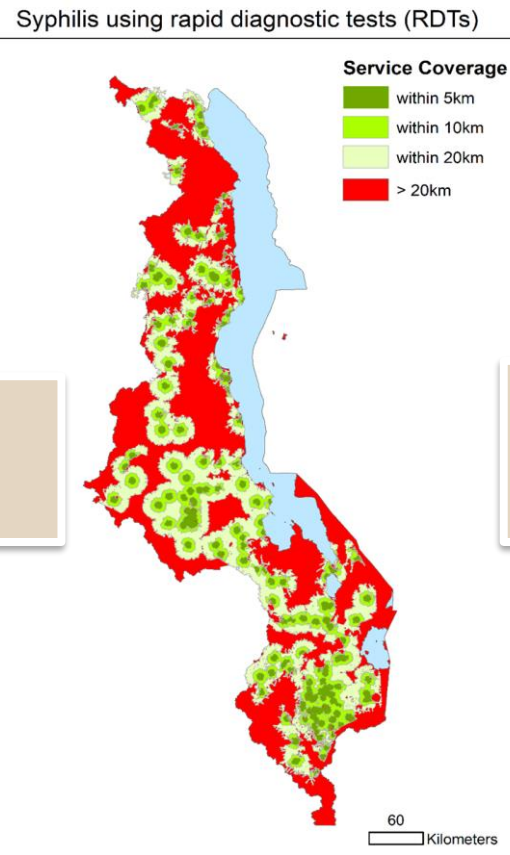 Syphilis using rapid diagnostic tests (RDTs)
Service Coverage
within 5km
within 10km
within 20km
> 20km
60
Kilometers